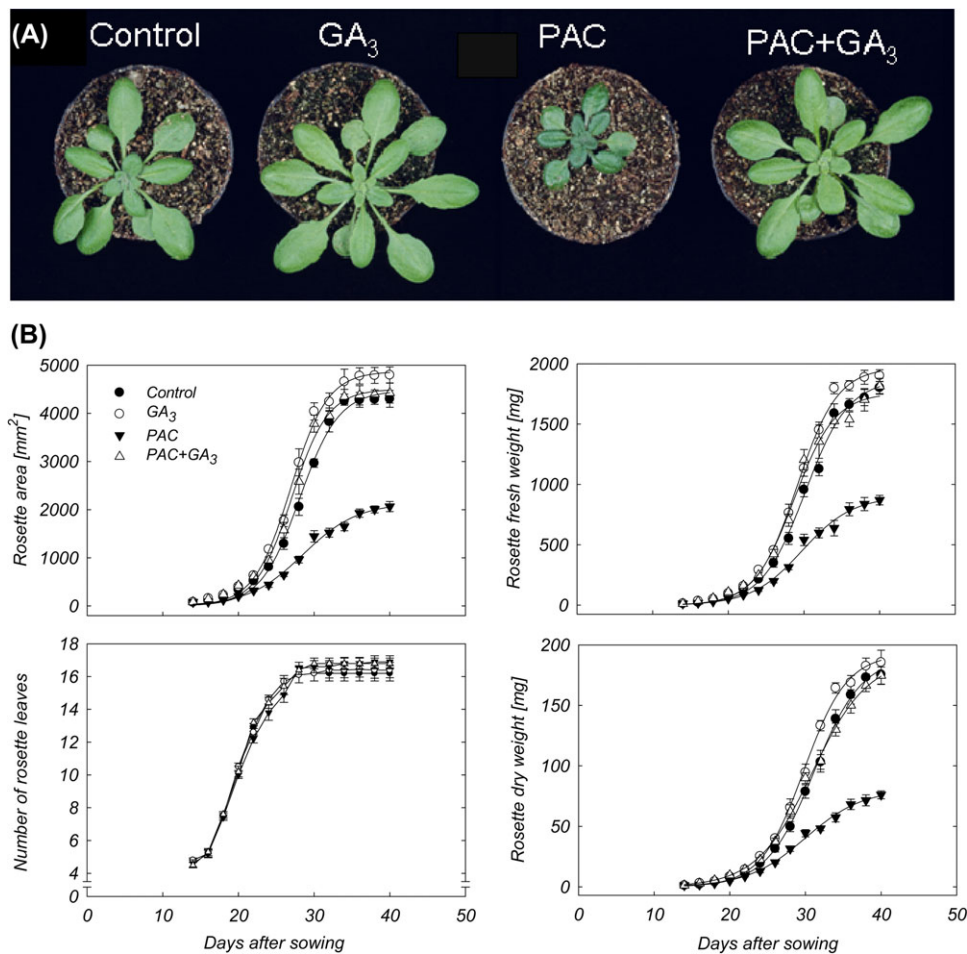 (A) Control GA3 PAC PAC+GA3
(B)
5000
4000
3000
2000
1000
0
Rosette area [mm2]
Control
GA3
PAC
PAC+GA3
2000
1500
1000
500
0
Rosette fresh weight [mg]
18
16
14
12
10
8
6
4
0
Number of rosette leaves
0 10 20 30 40 50
Days after sowing
200
150
100
50
0
Rosette dry weight [mg]
0 10 20 30 40 50
Days after sowing